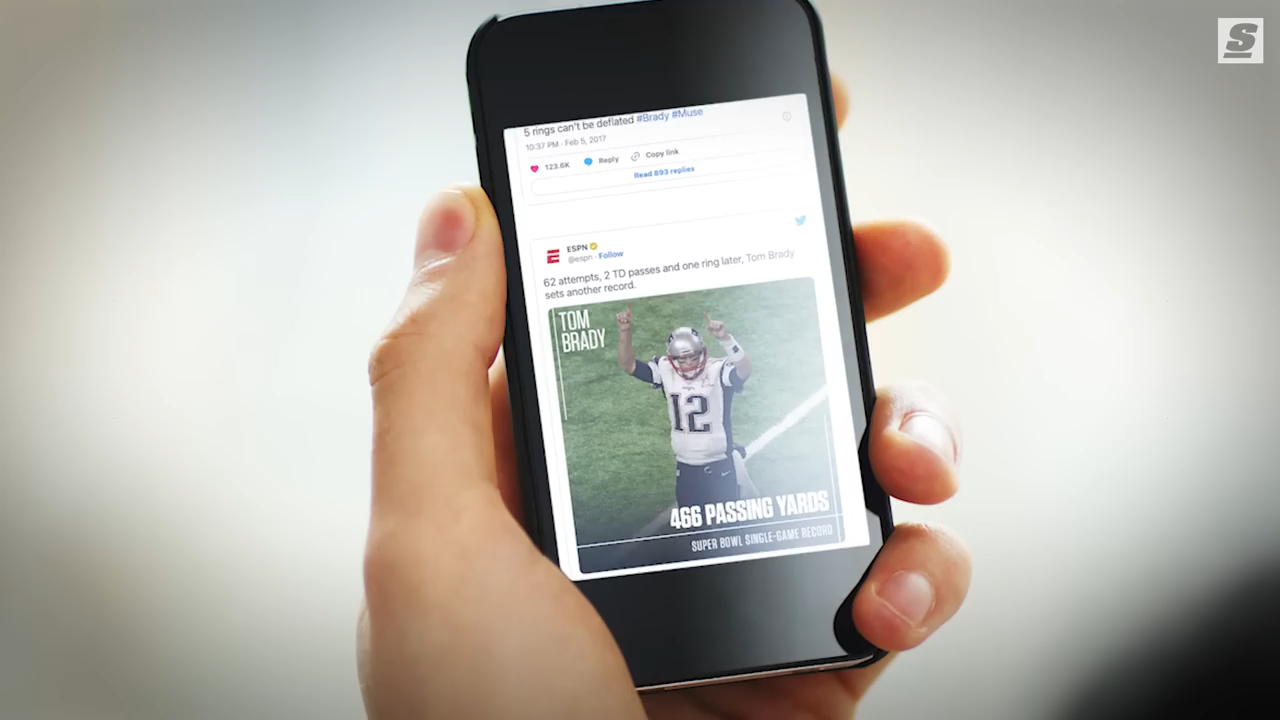 S
5 rings can't be deflated #Brady #Muse
10:37 PM · Feb 5, 2017
123.6K Reply Copy link
Read 893 replies
ESPN
@espn · Follow
62 attempts, 2 TD passes and one ring later, Tom Brady
sets another record.
TOM
BRADY
12
466 PASSING YARDS
SUPER BOWL SINGLE-GAME RECORD